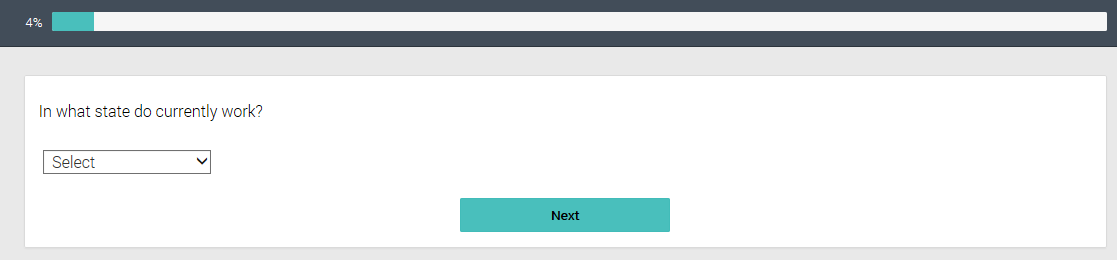 4%
In what state do currently work?
Select
Next